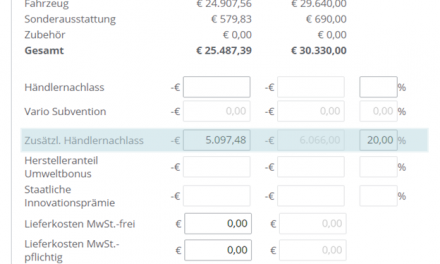 Fahrzeug € 24.907,56 € 29.640,00
Sonderausstattung € 579,83 € 690,00
Zubehör € 0,00 € 0,00
Gesamt € 25.487,39 € 30.330,00
Händlernachlass -€ -€ %
Vario Subvention -€ 0,00 -€ 0,00 0,00 %
Zusätzl. Händlernachlass -€ 5.097,48 -€ 6.066,00 20,00 %
Herstelleranteil -€ -€ %
Umweltbonus
Staatliche -€ -€ %
Innovationsprämie
Lieferkosten MwSt.-frei € 0,00 € 0,00
Lieferkosten MwSt.- € 0,00 € 0,00
pflichtig